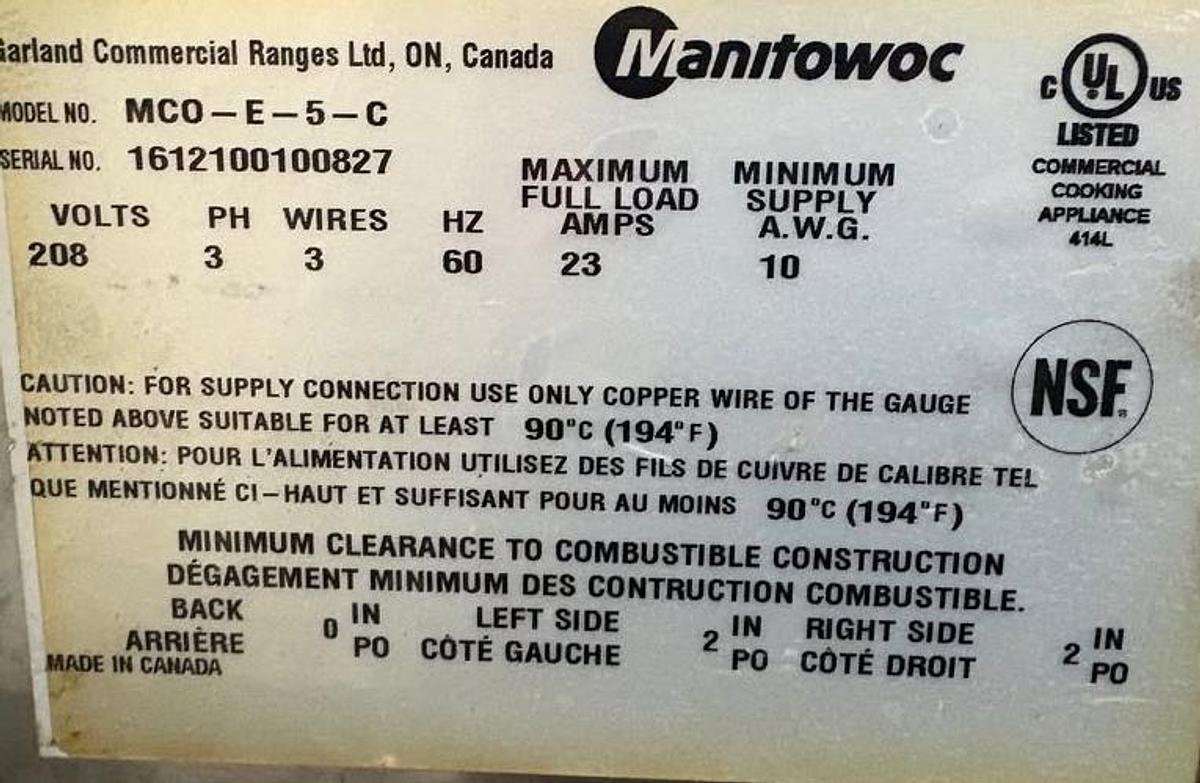 Garland Commercial Ranges Ltd, ON, Canada
Manitowoc
C UL US
LISTED
COMMERCIAL
COOKING
APPLIANCE
414L
MODEL NO. MCO-E-5-C
SERIAL NO. 1612100100827
VOLTS PH WIRES HZ MAXIMUM FULL LOAD AMPS MINIMUM SUPPLY A.W.G.
208 3 3 60 23 10
NSF®
CAUTION: FOR SUPPLY CONNECTION USE ONLY COPPER WIRE OF THE GAUGE
NOTED ABOVE SUITABLE FOR AT LEAST 90°C (194°F)
ATTENTION: POUR L'ALIMENTATION UTILISEZ DES FILS DE CUIVRE DE CALIBRE TEL
QUE MENTIONNÉ CI-HAUT ET SUFFISANT POUR AU MOINS 90°C (194°F)
MINIMUM CLEARANCE TO COMBUSTIBLE CONSTRUCTION
DÉGAGEMENT MINIMUM DES CONTRUCTION COMBUSTIBLE.
BACK 0 IN LEFT SIDE 2 IN RIGHT SIDE 2 IN
ARRIÈRE PO CÔTÉ GAUCHE PO CÔTÉ DROIT PO
MADE IN CANADA